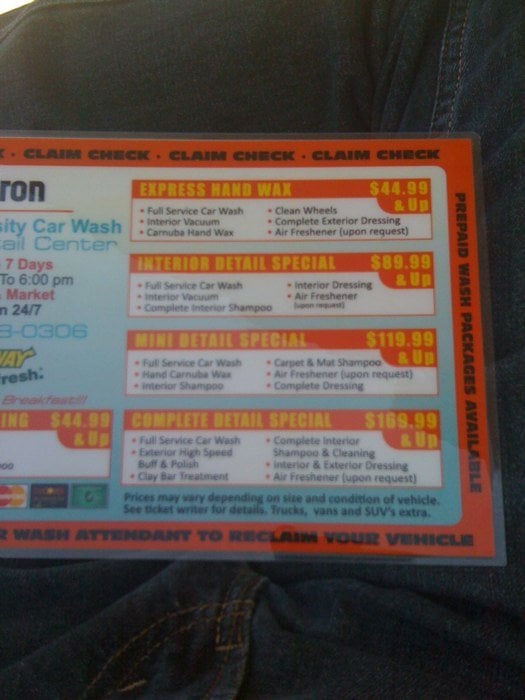 · CLAIM CHECK · CLAIM CHECK · CLAIM CHECK
ron
sity Car Wash
tail Center
7 Days
To 6:00 pm
Market
n 24/7
3-0306
WAY
resh.
Breakfast!!!
ING $44.99
& Up
oo
EXPRESS HAND WAX $44.99
& Up
• Full Service Car Wash
• Interior Vacuum
• Carnuba Hand Wax
• Clean Wheels
• Complete Exterior Dressing
• Air Freshener (upon request)
INTERIOR DETAIL SPECIAL $89.99
& Up
• Full Service Car Wash
• Interior Vacuum
• Complete Interior Shampoo
• Interior Dressing
• Air Freshener
(upon request)
MINI DETAIL SPECIAL $119.99
& Up
• Full Service Car Wash
• Hand Carnuba Wax
• Interior Shampoo
• Carpet & Mat Shampoo
• Air Freshener (upon request)
• Complete Dressing
COMPLETE DETAIL SPECIAL $169.99
& Up
• Full Service Car Wash
• Exterior High Speed
Buff & Polish
• Clay Bar Treatment
• Complete Interior
Shampoo & Cleaning
• Interior & Exterior Dressing
• Air Freshener (upon request)
Prices may vary depending on size and condition of vehicle.
See ticket writer for details. Trucks, vans and SUV's extra.
PREPAID WASH PACKAGES AVAILABLE
R WASH ATTENDANT TO RECLAIM YOUR VEHICLE